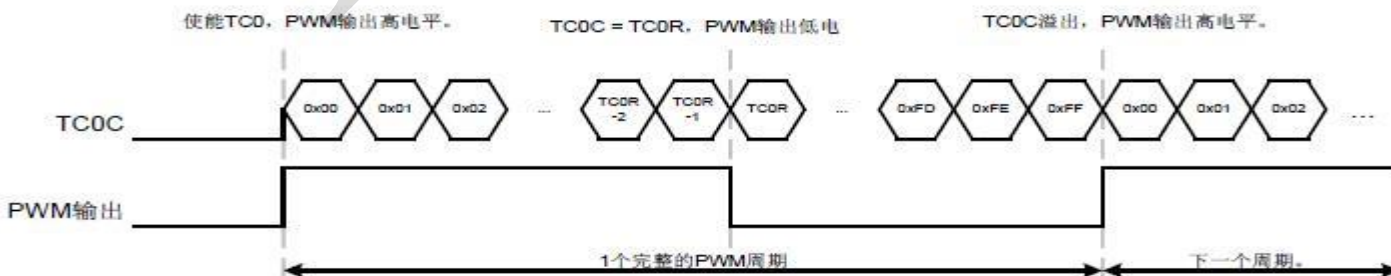 使能TC0，PWM输出高电平。
TC0C = TC0R，PWM输出低电
TC0C溢出，PWM输出高电平。
TC0C 0x00 0x01 0x02 ... TC0R-2 TC0R-1 TC0R ... 0xFD 0xFE 0xFF 0x00 0x01 0x02 ...
PWM输出
1个完整的PWM周期
下一个周期。